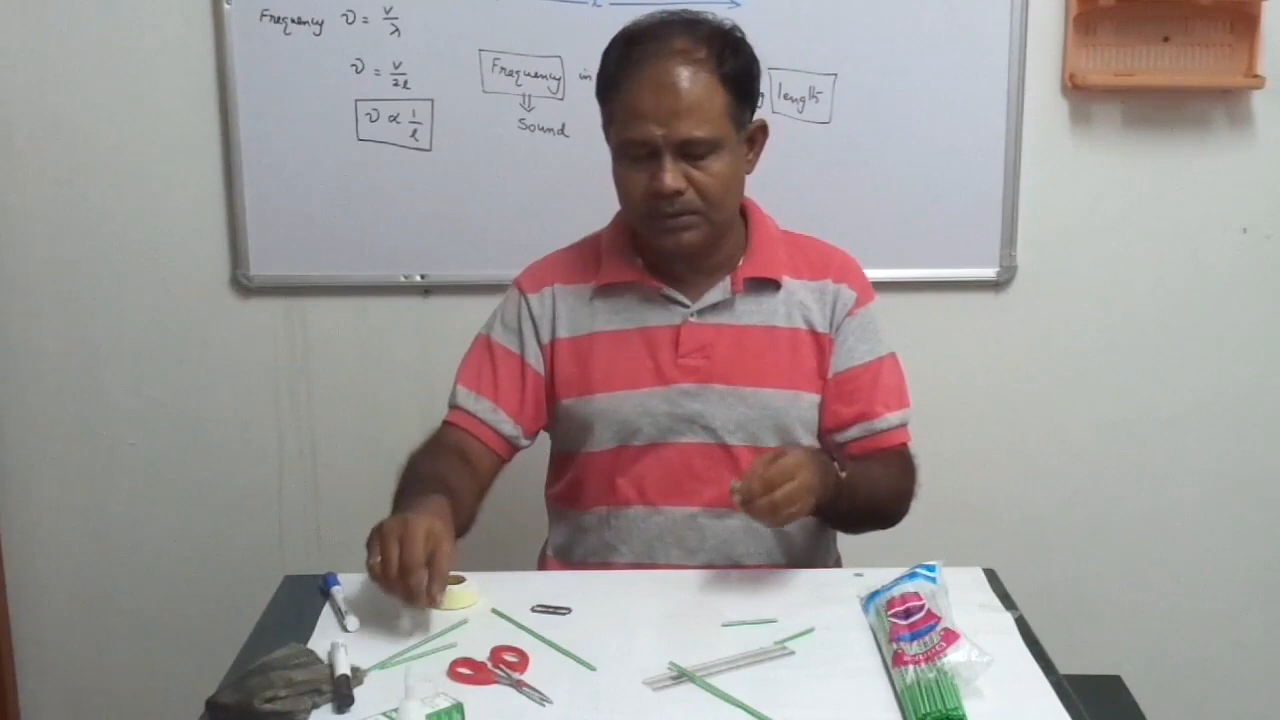 Frequency ν = v/λ
ν = v/2l
ν ∝ 1/l
l
Frequency in
length
Sound